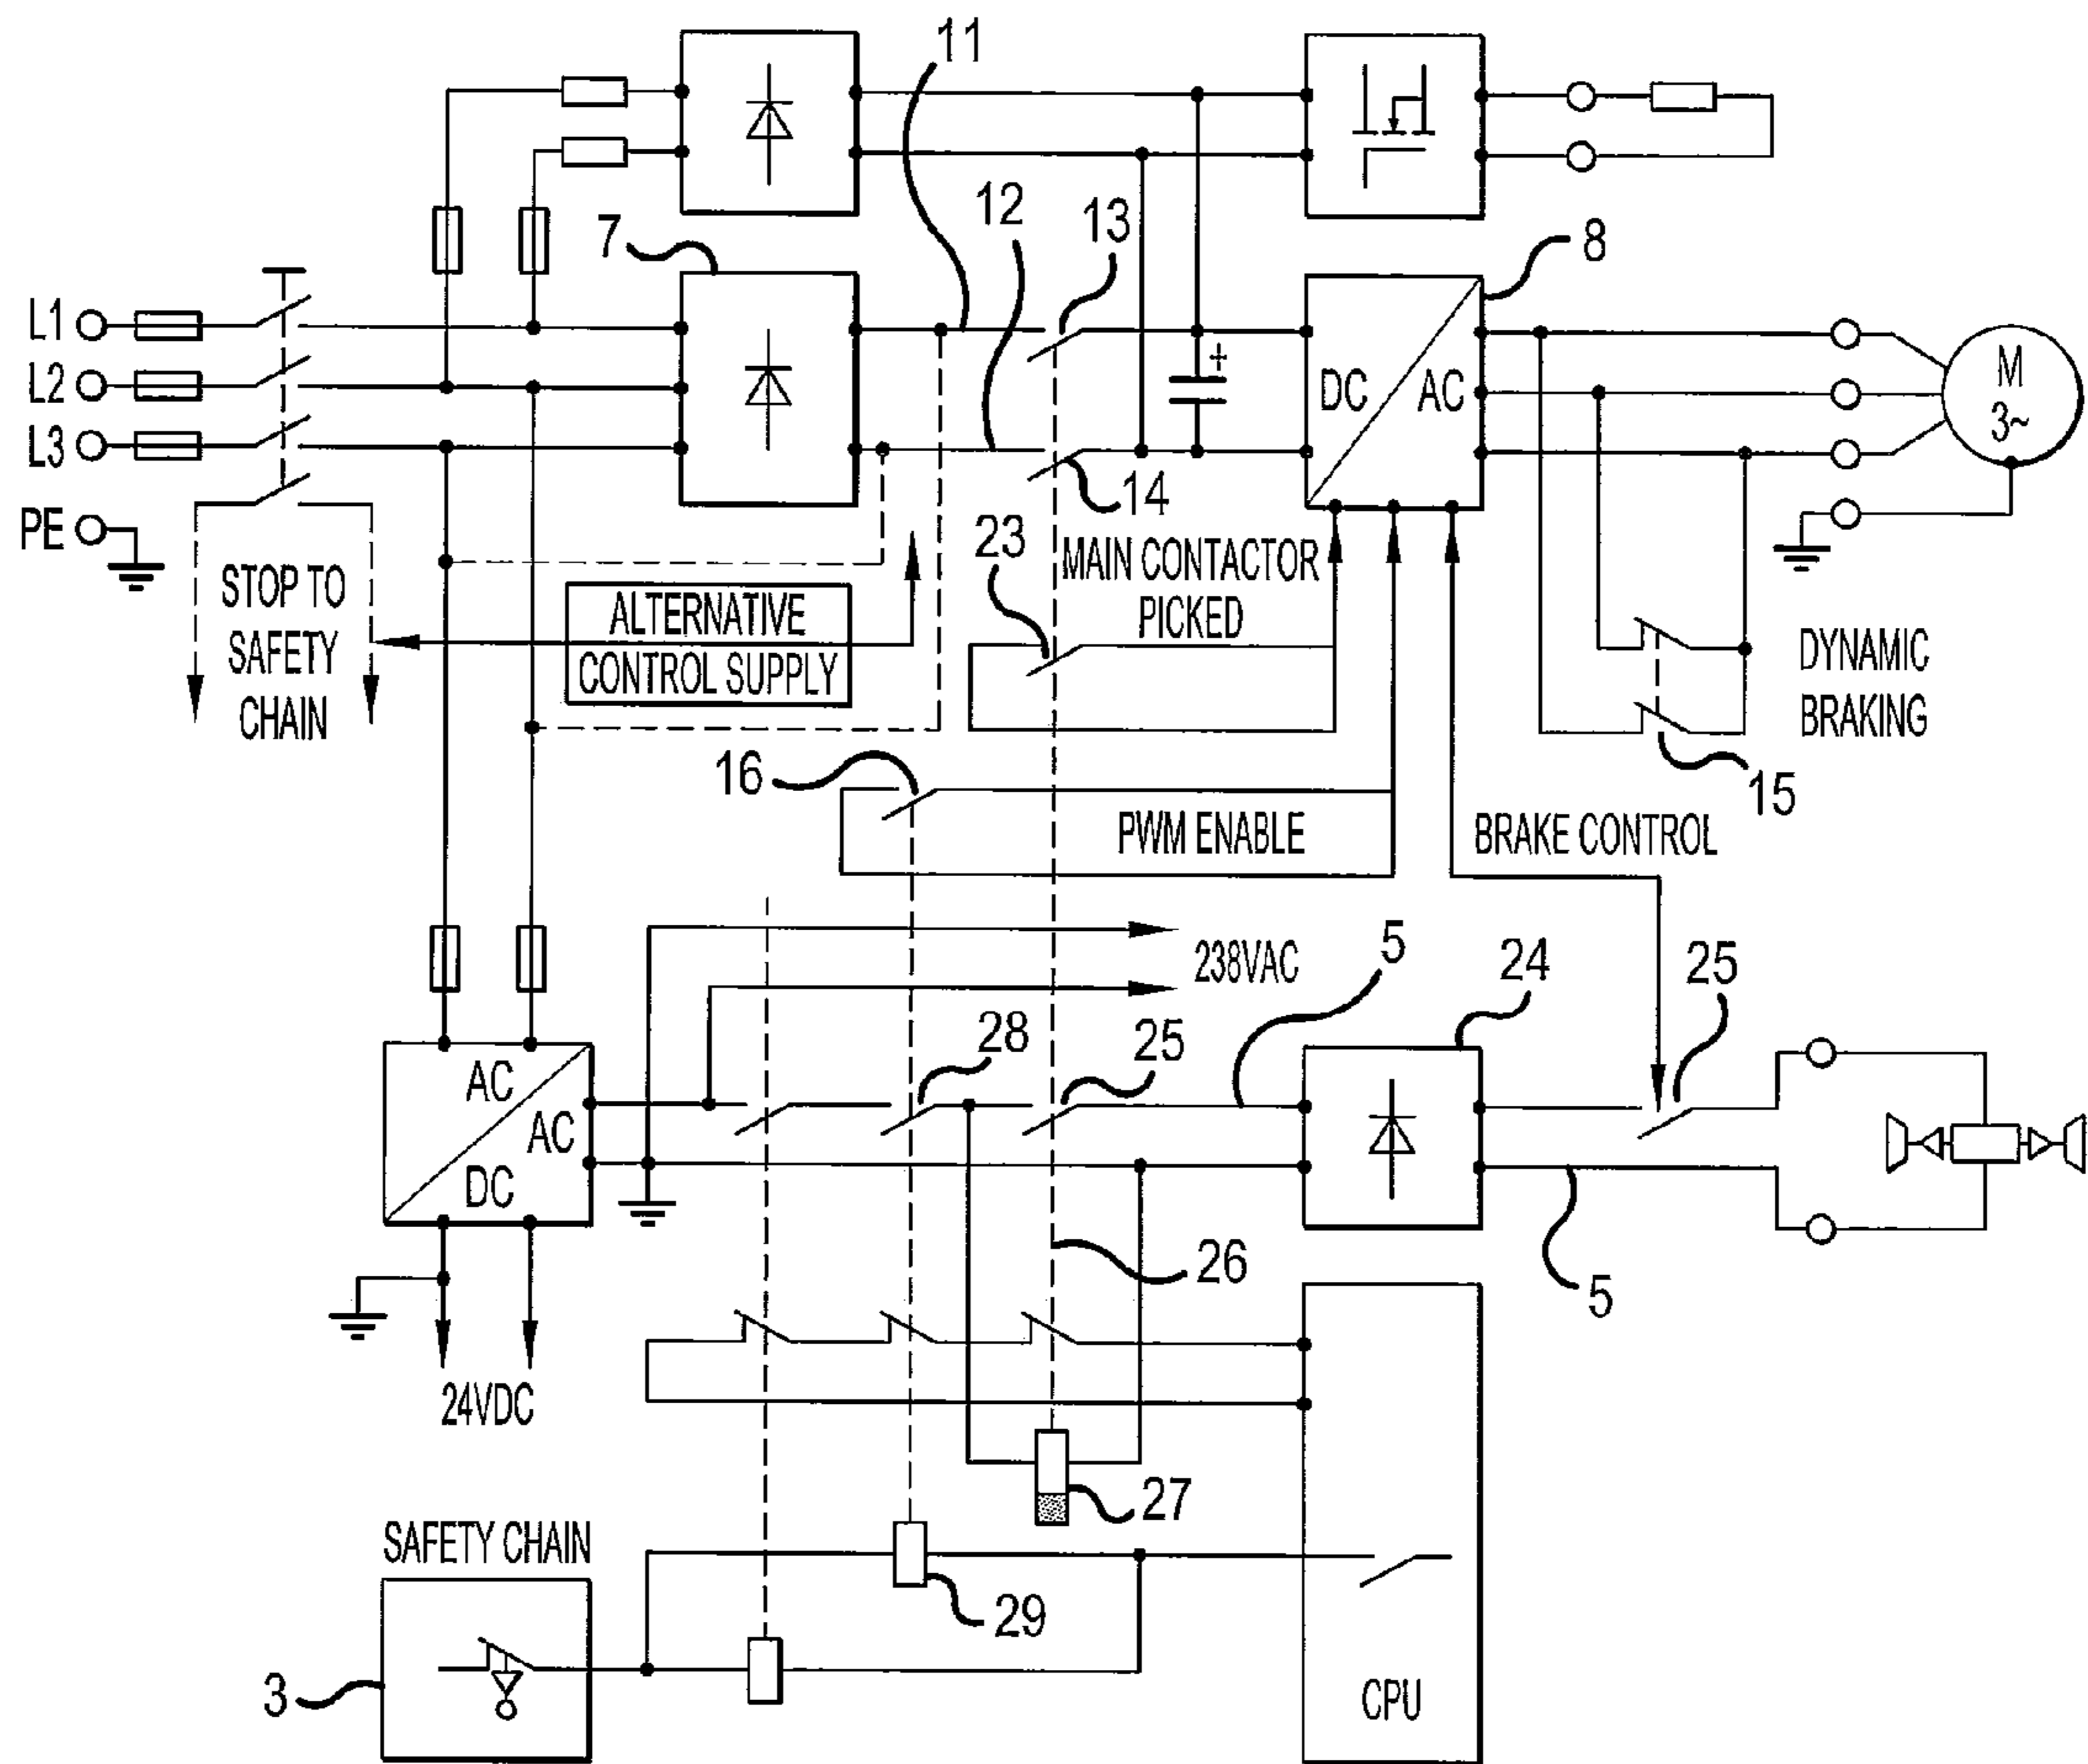 11
12
13
7
8
L1
L2
L3
PE
+
DC
AC
M
3~
14
23
MAIN CONTACTOR
PICKED
STOP TO
SAFETY
CHAIN
ALTERNATIVE
CONTROL SUPPLY
DYNAMIC
BRAKING
15
16
PWM ENABLE
BRAKE CONTROL
238VAC
5
24
25
28
25
AC
AC
DC
26
5
24VDC
27
SAFETY CHAIN
29
3
CPU